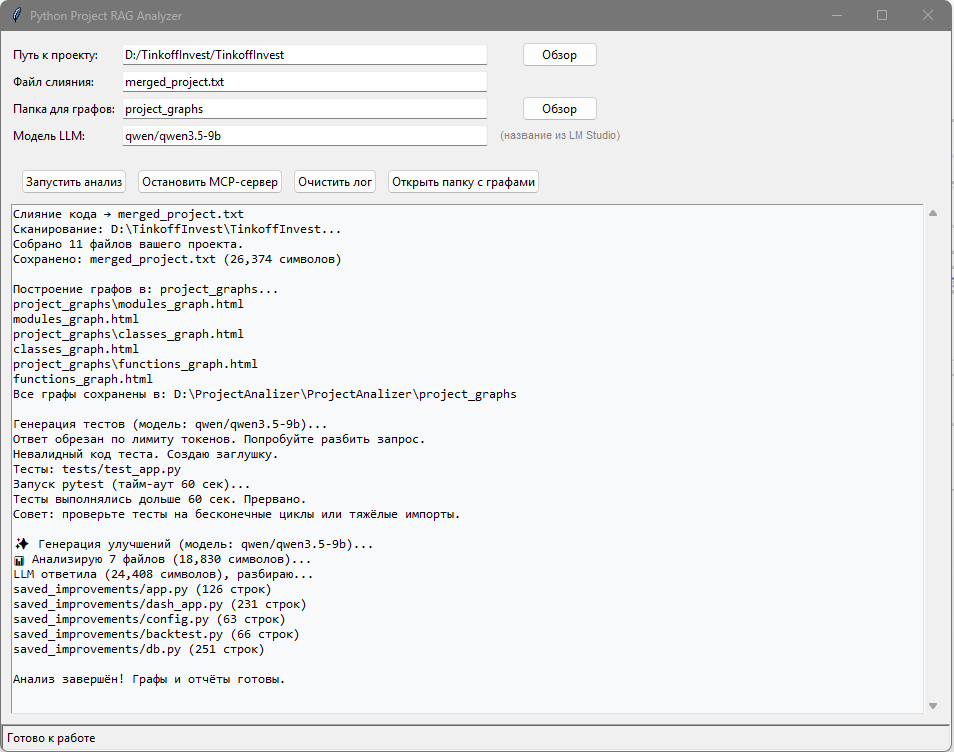 Python Project RAG Analyzer
Путь к проекту: D:/TinkoffInvest/TinkoffInvest Обзор
Файл слияния: merged_project.txt
Папка для графов: project_graphs Обзор
Модель LLM: qwen/qwen3.5-9b (название из LM Studio)
Запустить анализ Остановить MCP-сервер Очистить лог Открыть папку с графами
Слияние кода → merged_project.txt
Сканирование: D:\TinkoffInvest\TinkoffInvest...
Собрано 11 файлов вашего проекта.
Сохранено: merged_project.txt (26,374 символов)
Построение графов в: project_graphs...
project_graphs\modules_graph.html
modules_graph.html
project_graphs\classes_graph.html
classes_graph.html
project_graphs\functions_graph.html
functions_graph.html
Все графы сохранены в: D:\ProjectAnalizer\ProjectAnalizer\project_graphs
Генерация тестов (модель: qwen/qwen3.5-9b)...
Ответ обрезан по лимиту токенов. Попробуйте разбить запрос.
Невалидный код теста. Создаю заглушку.
Тесты: tests/test_app.py
Запуск pytest (тайм-аут 60 сек)...
Тесты выполнялись дольше 60 сек. Прервано.
Совет: проверьте тесты на бесконечные циклы или тяжёлые импорты.
✨ Генерация улучшений (модель: qwen/qwen3.5-9b)...
📊 Анализирую 7 файлов (18,830 символов)...
LLM ответила (24,408 символов), разбираю...
saved_improvements/app.py (126 строк)
saved_improvements/dash_app.py (231 строк)
saved_improvements/config.py (63 строк)
saved_improvements/backtest.py (66 строк)
saved_improvements/db.py (251 строк)
Анализ завершён! Графы и отчёты готовы.
Готово к работе